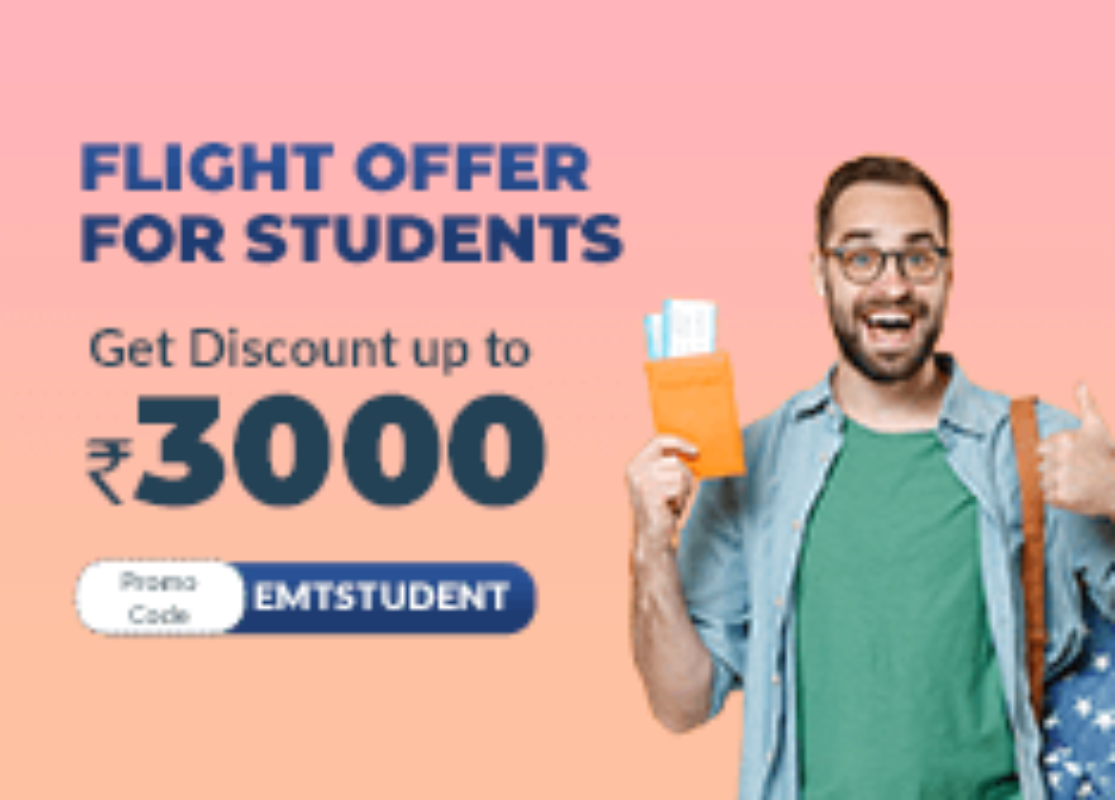 FLIGHT OFFER
FOR STUDENTS
Get Discount up to
₹3000
Promo
Code
EMTSTUDENT